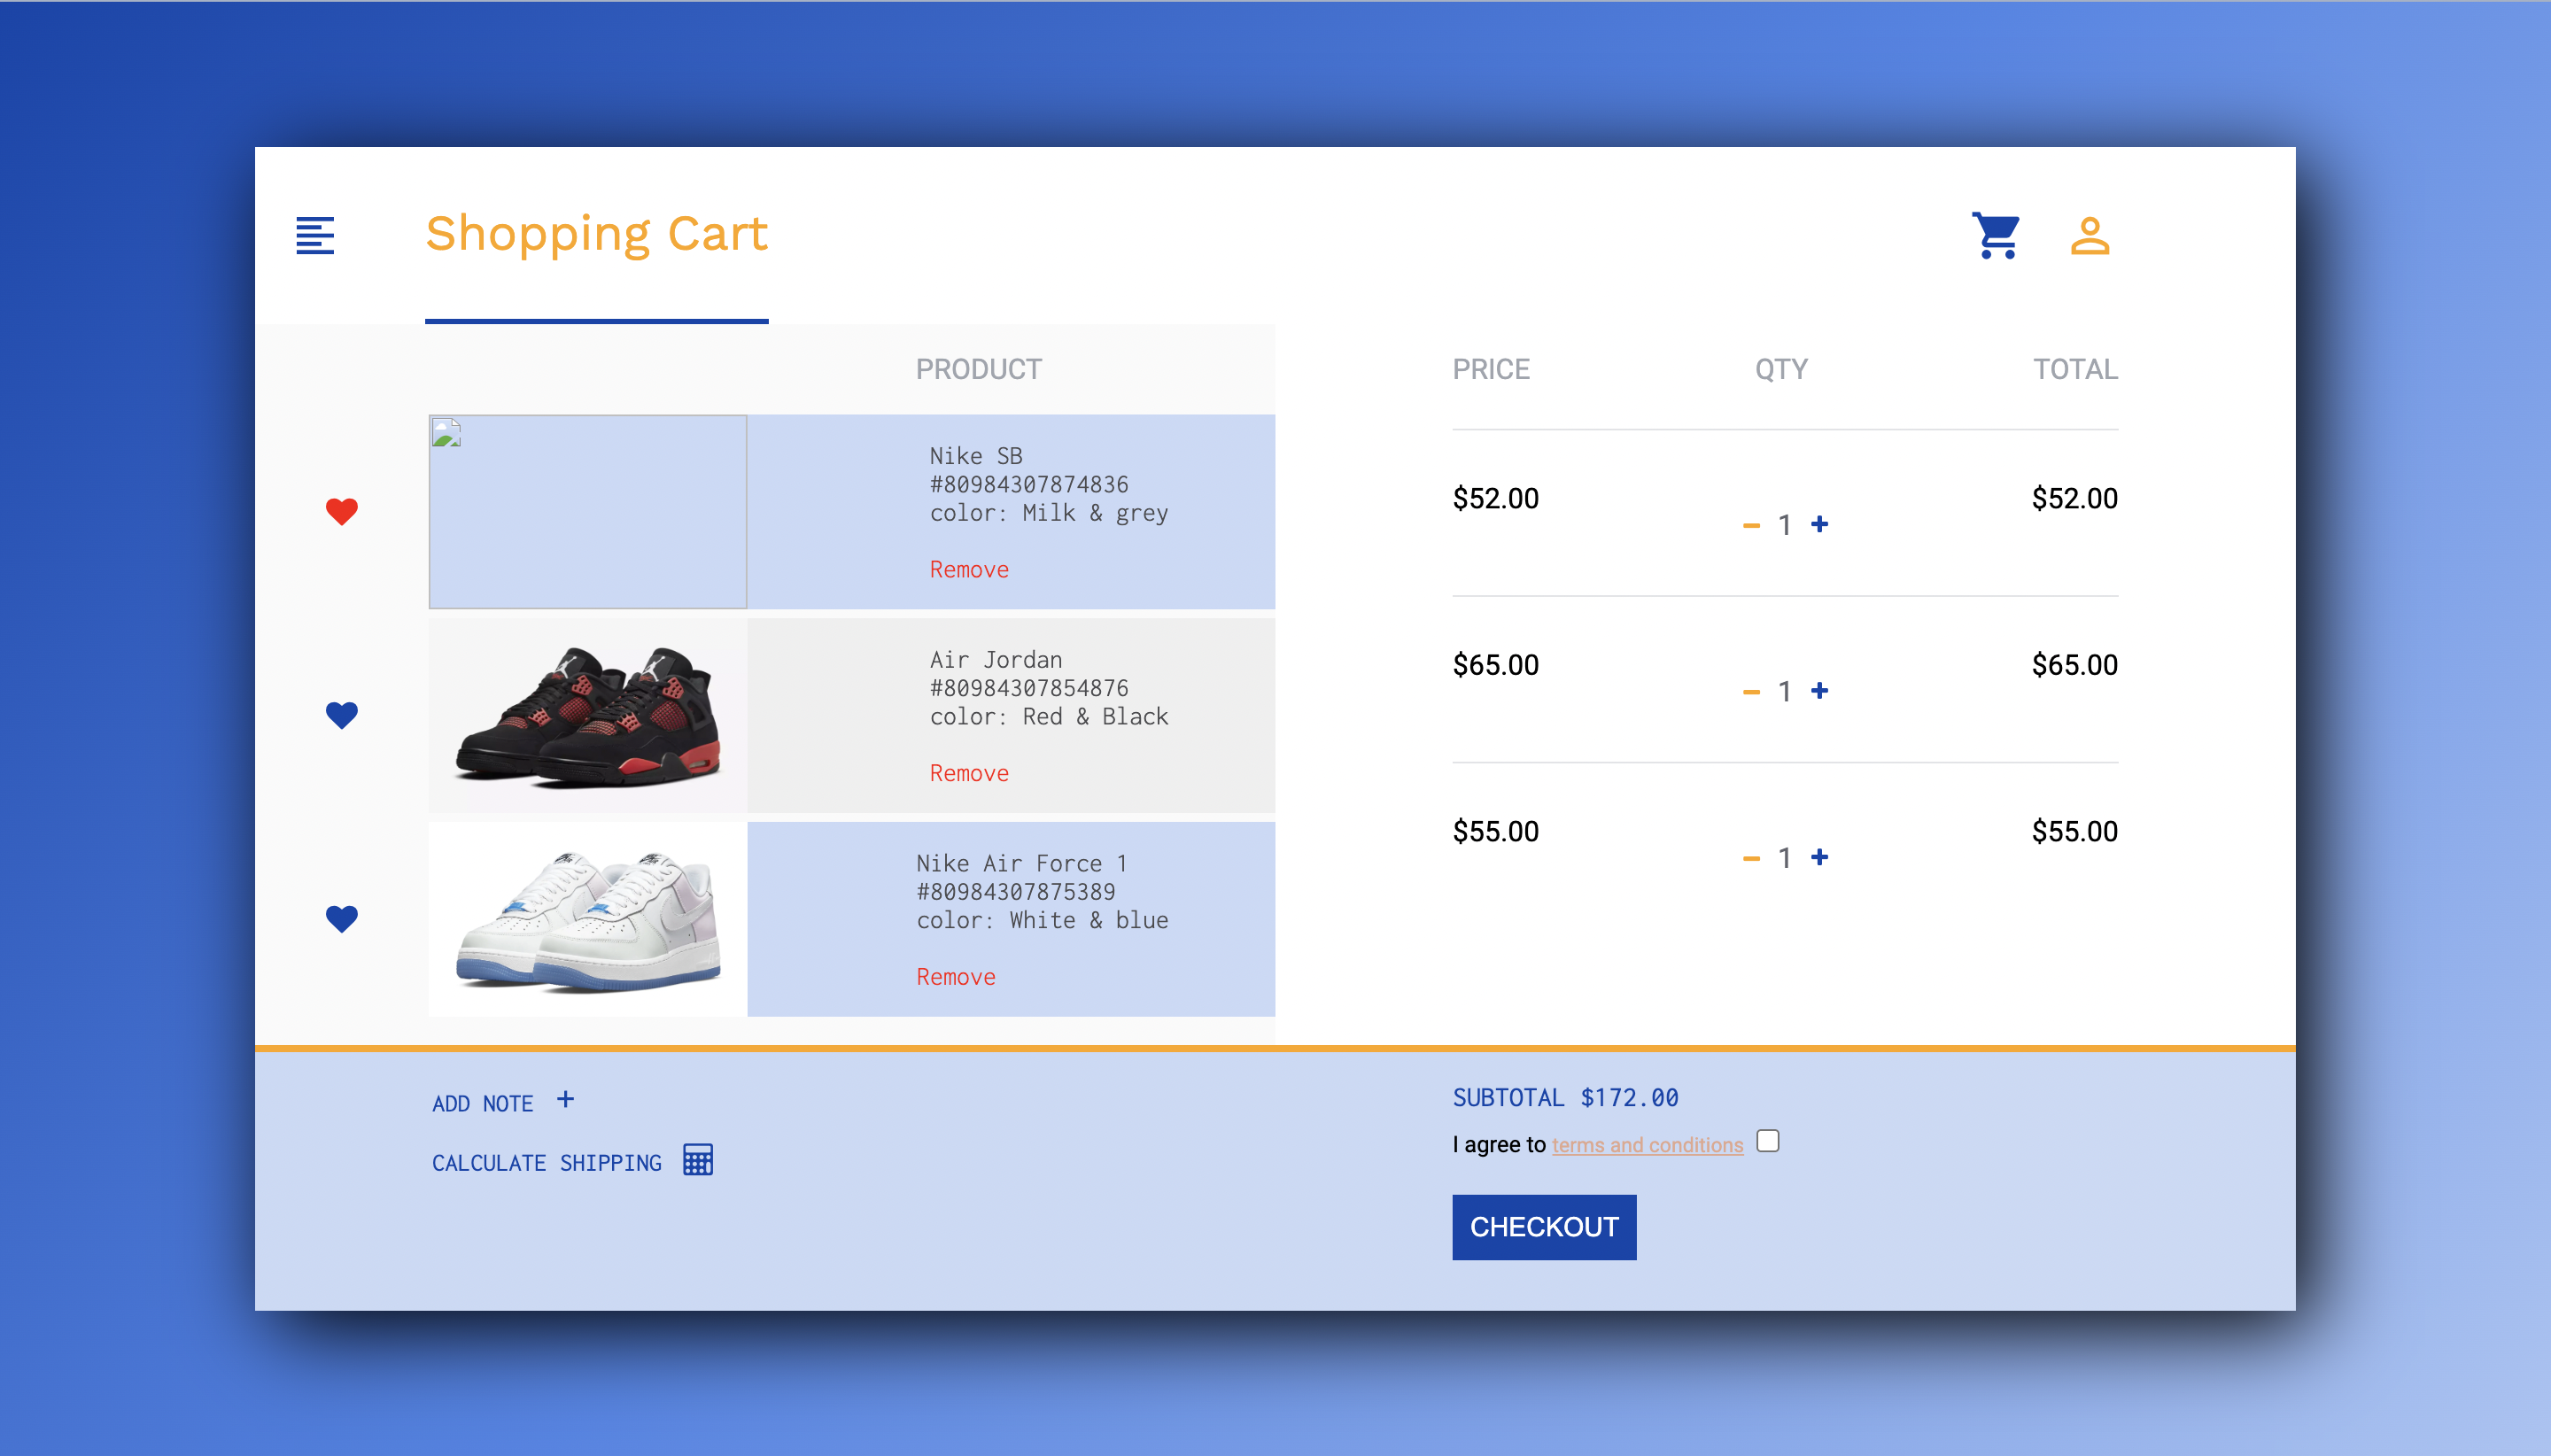 Shopping Cart
PRODUCT PRICE QTY TOTAL
Nike SB
#80984307874836
color: Milk & grey
Remove
$52.00 − 1 + $52.00
Air Jordan
#80984307854876
color: Red & Black
Remove
$65.00 − 1 + $65.00
Nike Air Force 1
#80984307875389
color: White & blue
Remove
$55.00 − 1 + $55.00
ADD NOTE +
CALCULATE SHIPPING
SUBTOTAL $172.00
I agree to terms and conditions
CHECKOUT